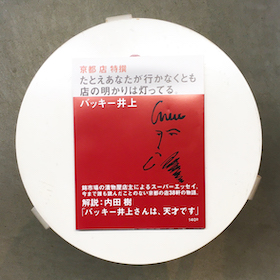 京都 店 特撰
たとえあなたが行かなくとも
店の明かりは灯ってる。
バッキー井上
錦市場の漬物屋店主によるスーパーエッセイ。
今まで誰も読んだことのない京都の店36軒の物語。
解説:内田 樹
「バッキー井上さんは、天才です」
140B